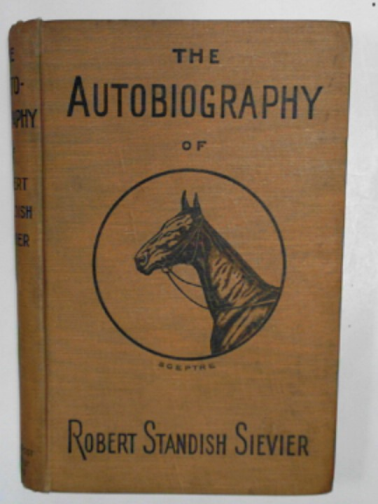 THE
AUTOBIOGRAPHY
OF
SCEPTRE
ROBERT STANDISH SIEVIER